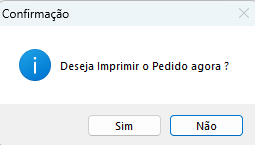 Confirmação
Deseja Imprimir o Pedido agora ?
Sim
Não